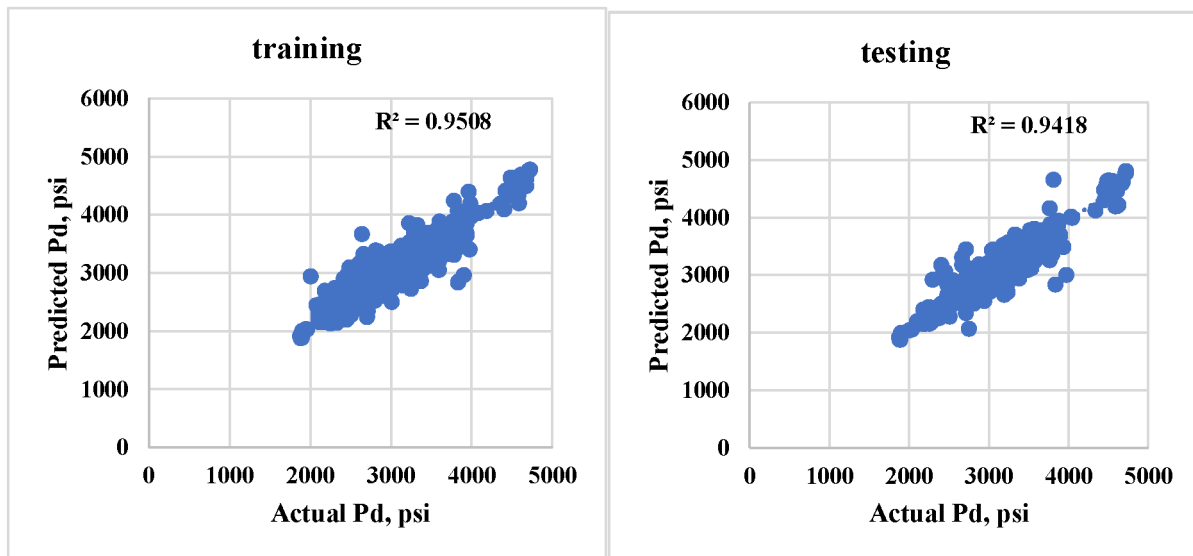 training
R² = 0.9508
6000
5000
4000
3000
2000
1000
0
Predicted Pd, psi
0 1000 2000 3000 4000 5000
Actual Pd, psi
testing
R² = 0.9418
6000
5000
4000
3000
2000
1000
0
Predicted Pd, psi
0 1000 2000 3000 4000 5000
Actual Pd, psi